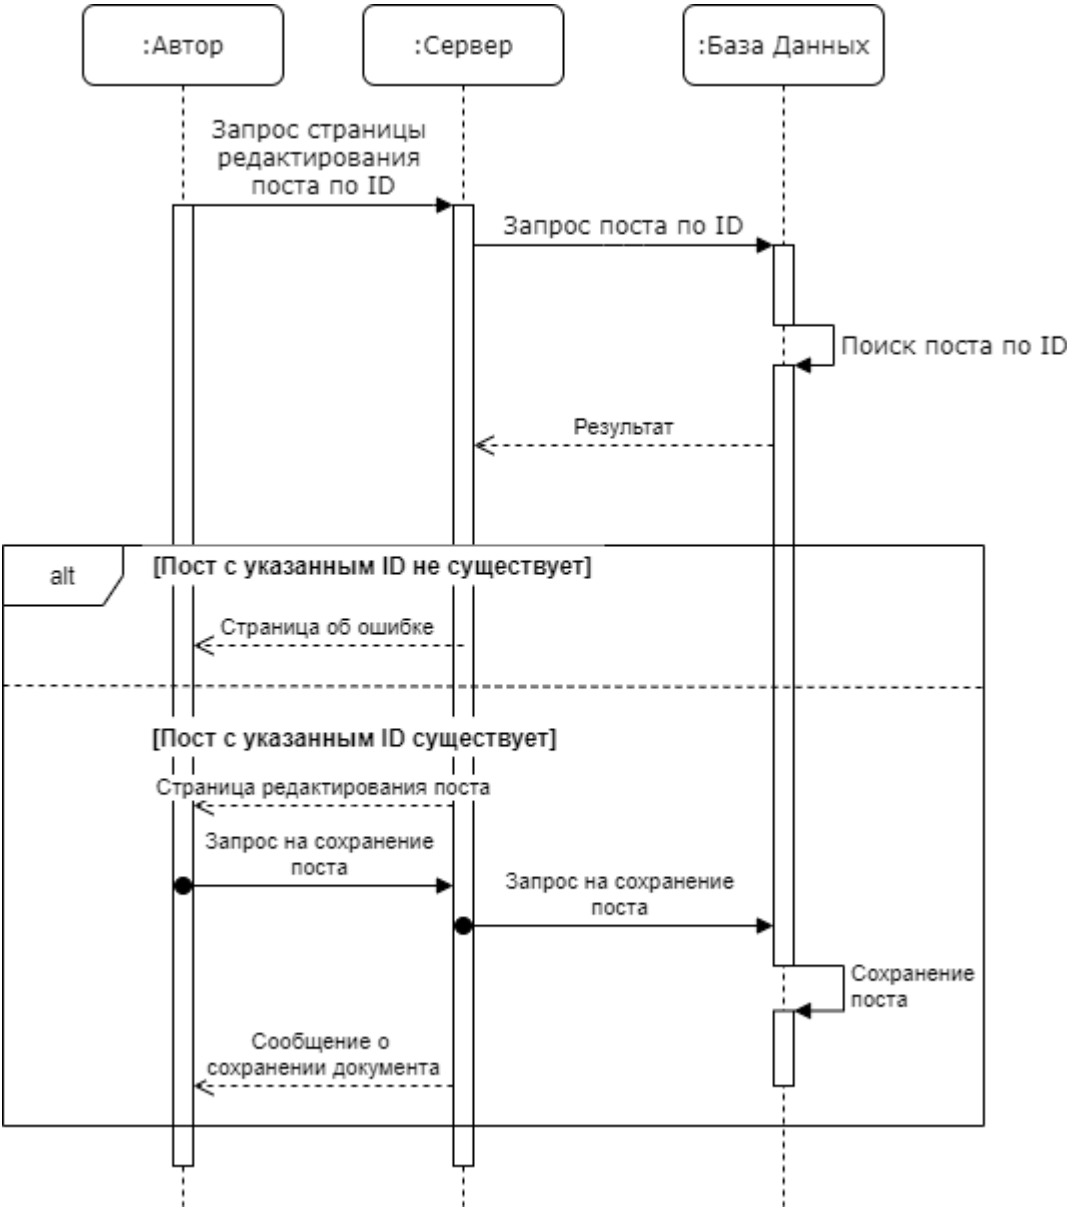 :Автор
:Сервер
:База Данных
Запрос страницы
редактирования
поста по ID
Запрос поста по ID
Поиск поста по ID
Результат
alt
[Пост с указанным ID не существует]
Страница об ошибке
[Пост с указанным ID существует]
Страница редактирования поста
Запрос на сохранение
поста
Запрос на сохранение
поста
Сохранение
поста
Сообщение о
сохранении документа